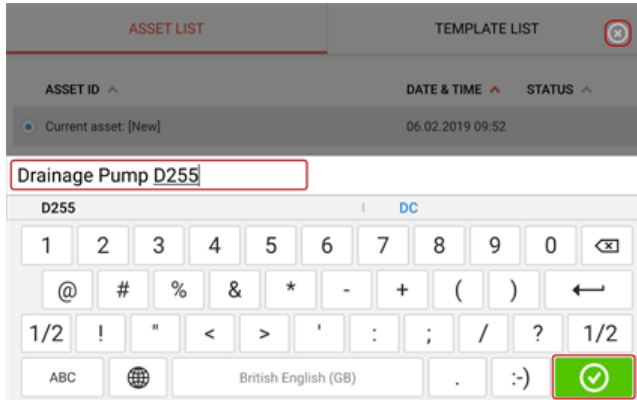 ASSET LIST TEMPLATE LIST
ASSET ID DATE & TIME STATUS
Current asset: [New] 06.02.2019 09:52
Drainage Pump D255
D255 DC
1 2 3 4 5 6 7 8 9 0
@ # % & * - + ( )
1/2 ! " < > ' : ; / ? 1/2
ABC British English (GB) . :-)